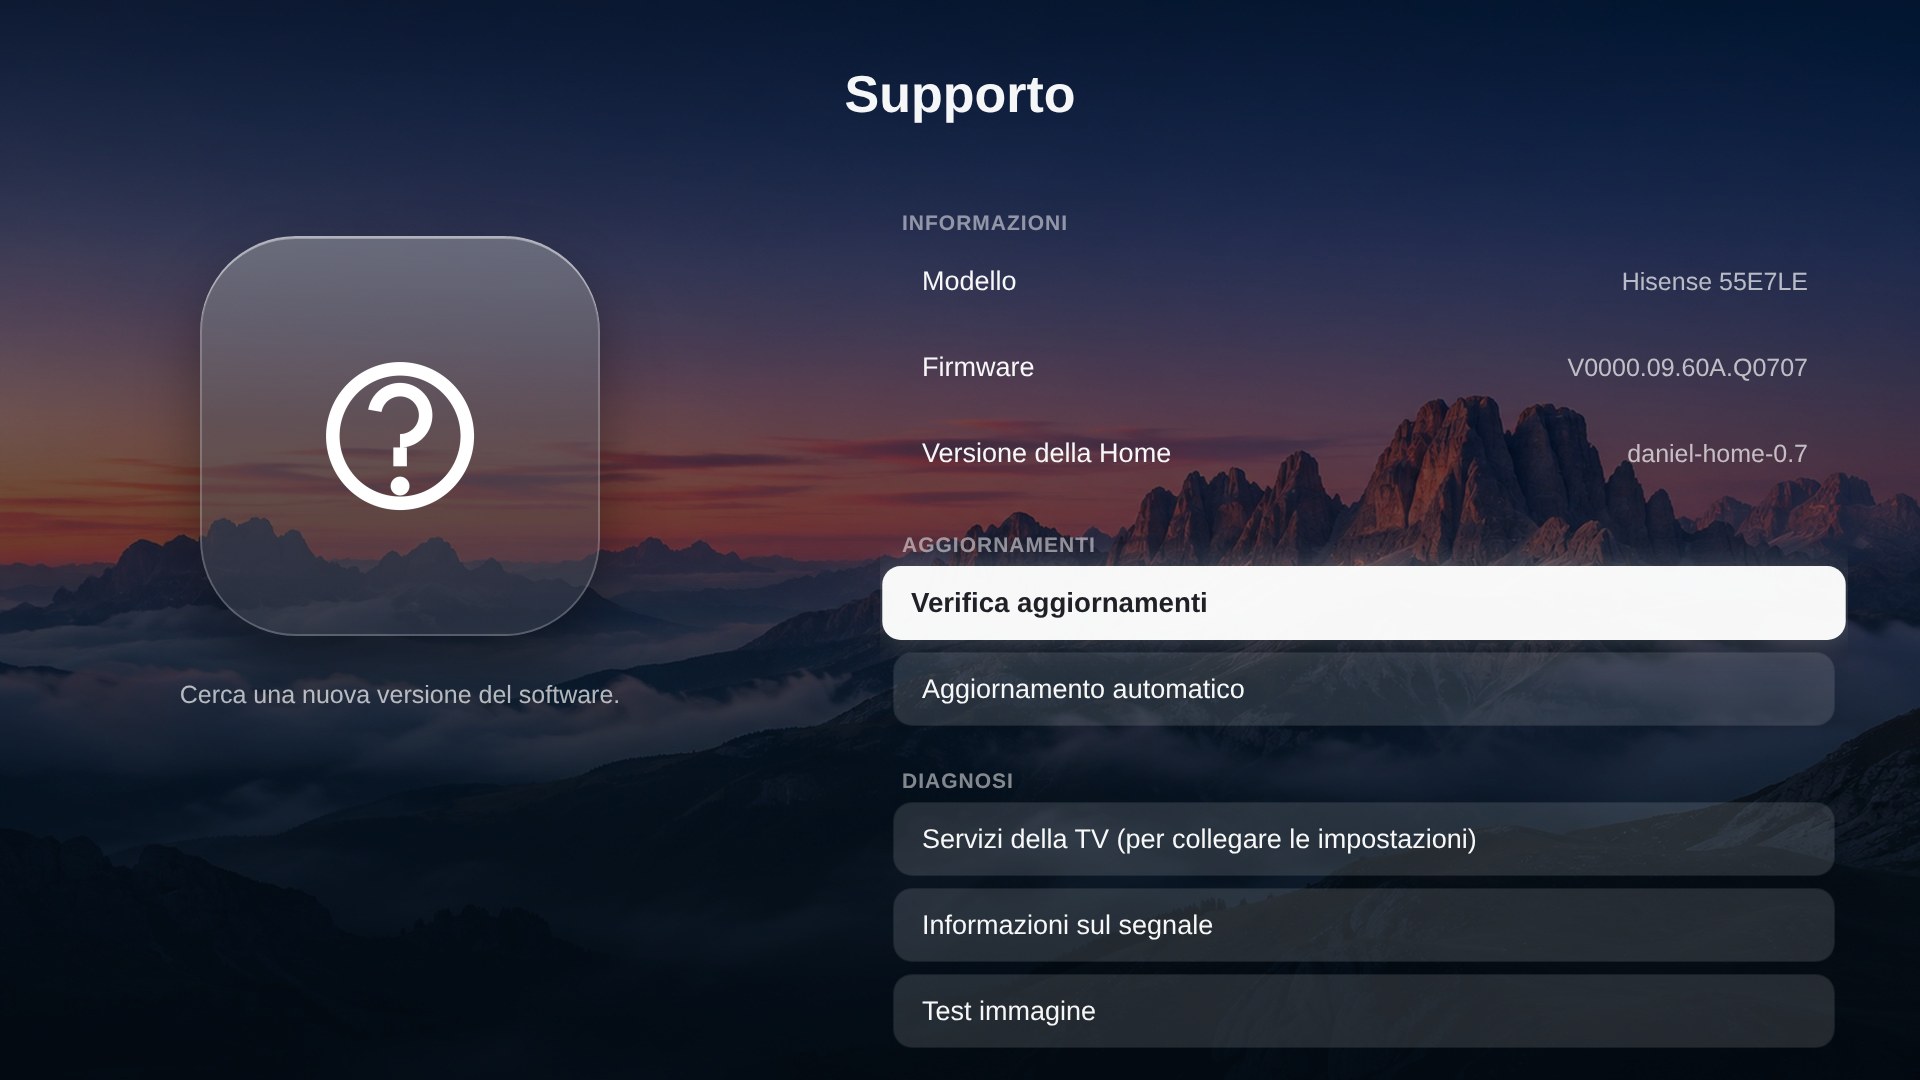 Supporto
INFORMAZIONI
Modello
Hisense 55E7LE
Firmware
V0000.09.60A.Q0707
Versione della Home
daniel-home-0.7
AGGIORNAMENTI
Verifica aggiornamenti
Aggiornamento automatico
Cerca una nuova versione del software.
DIAGNOSI
Servizi della TV (per collegare le impostazioni)
Informazioni sul segnale
Test immagine